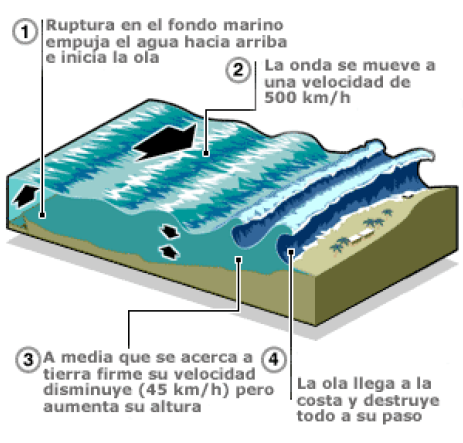 1 Ruptura en el fondo marino
empuja el agua hacia arriba
e inicia la ola
2 La onda se mueve a
una velocidad de
500 km/h
3 A media que se acerca a
tierra firme su velocidad
disminuye (45 km/h) pero
aumenta su altura
4
La ola llega a la
costa y destruye
todo a su paso